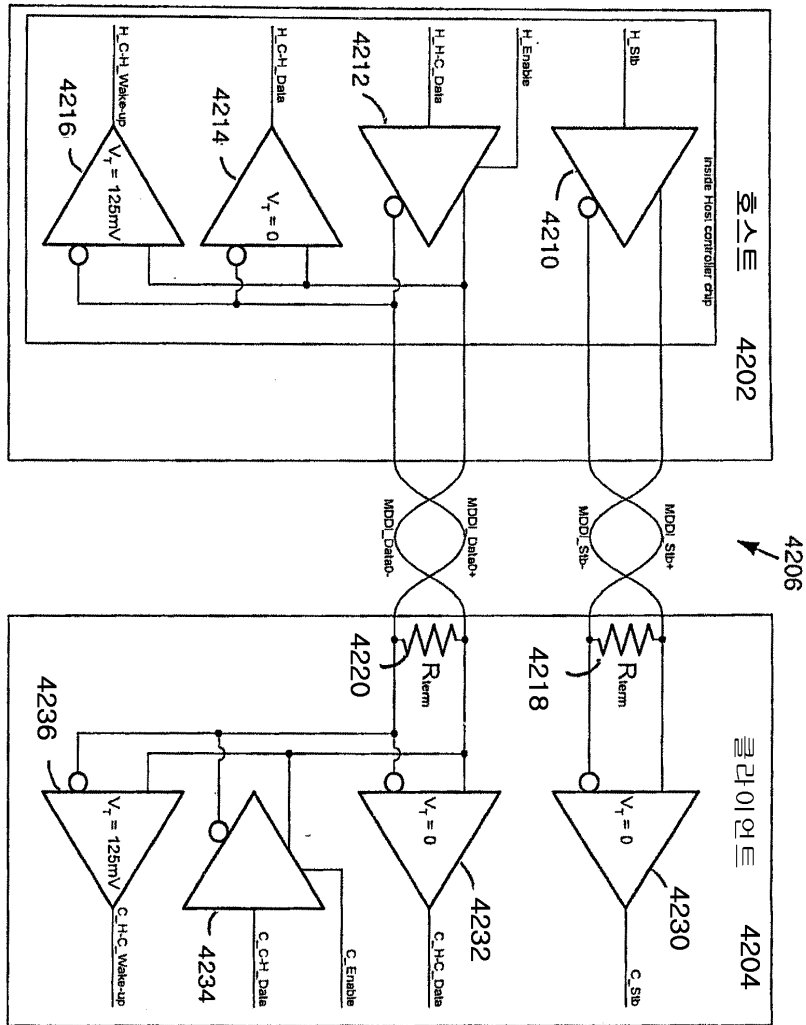 호스트
4202
inside Host controller chip
H_Stb
4210
H_Enable
H_H-C_Data
4212
H_C-H_Data
4214
V_T = 0
H_C-H_Wake-up
4216
V_T = 125mV
4206
MDDI_Stb+
MDDI_Stb-
MDDI_Data0+
MDDI_Data0-
클라이언트
4204
4218
Rterm
V_T = 0
4230
C_Stb
4220
Rterm
V_T = 0
4232
C_H-C_Data
C_Enable
C_C-H_Data
4234
4236
V_T = 125mV
C_H-C_Wake-up